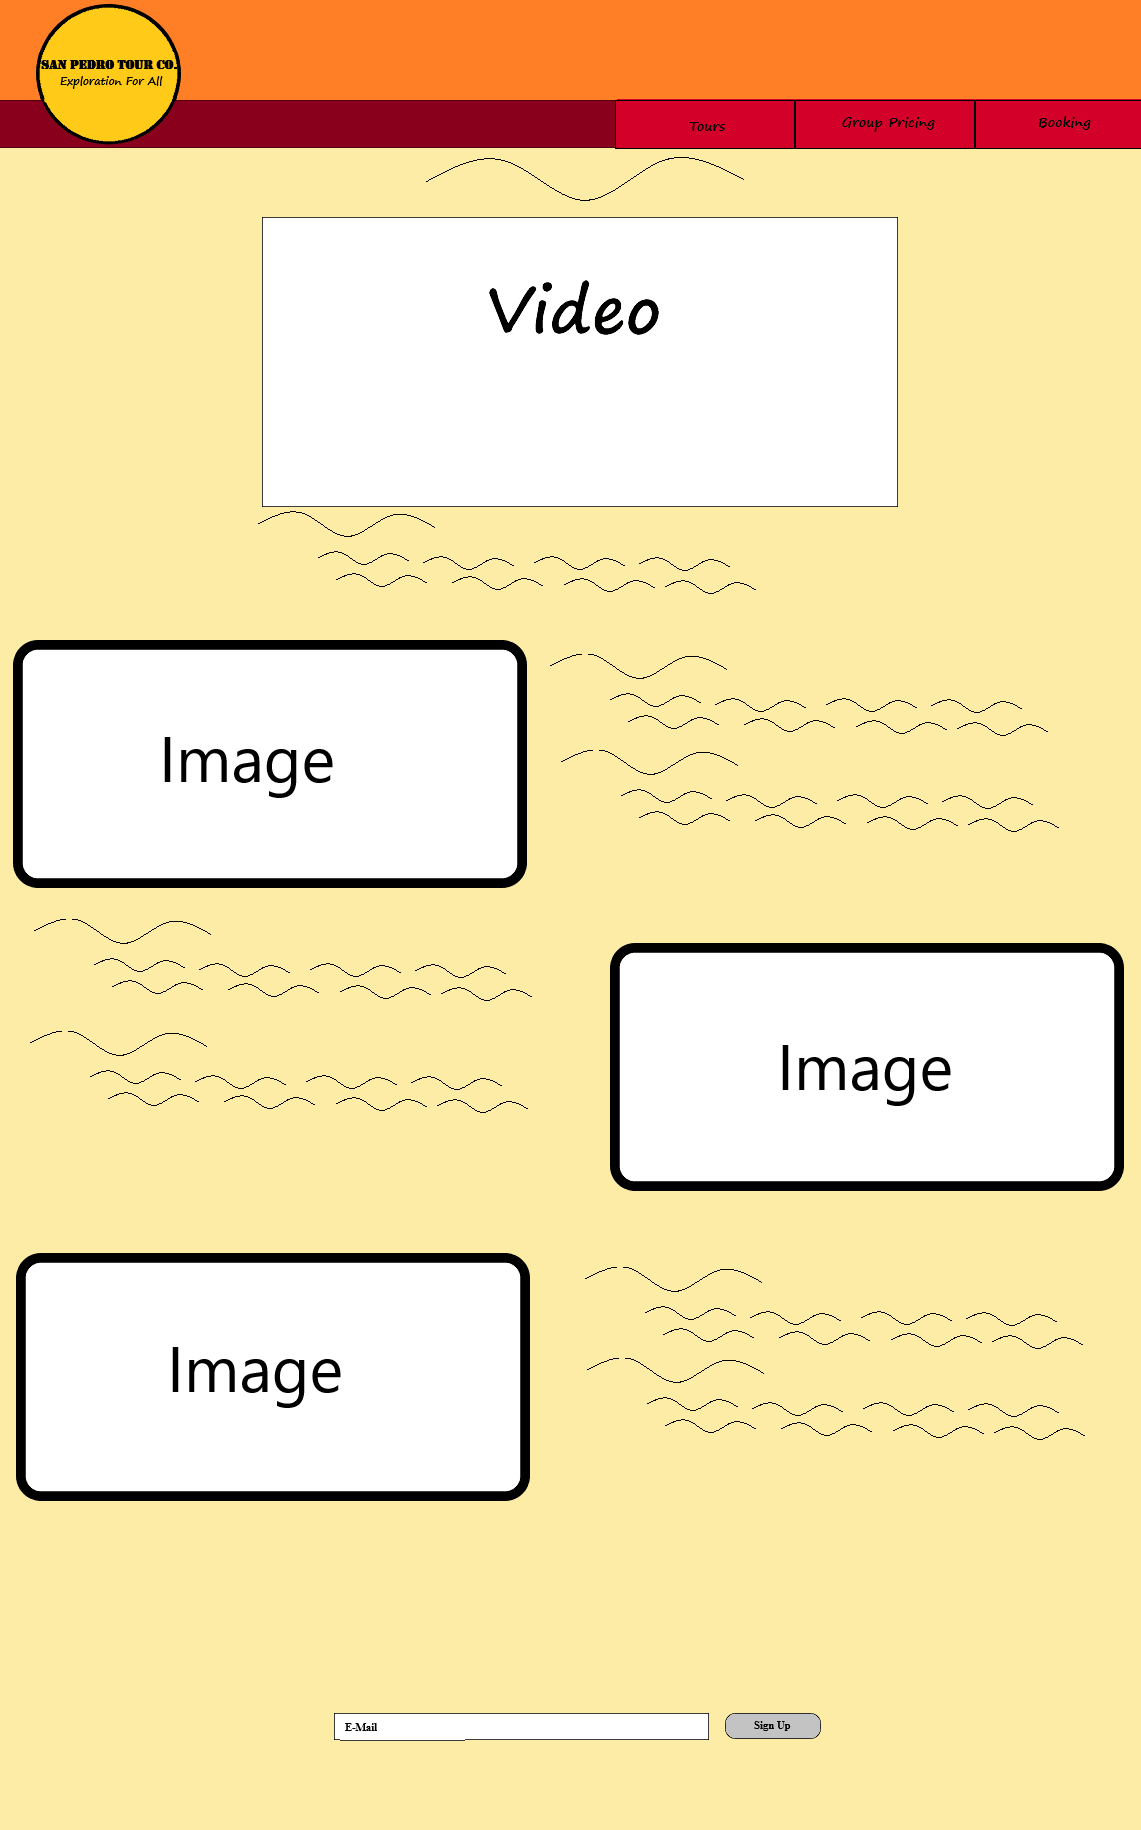 SAN PEDRO TOUR CO.
Exploration For All
Tours
Group Pricing
Booking
Video
Image
Image
Image
E-Mail
Sign Up